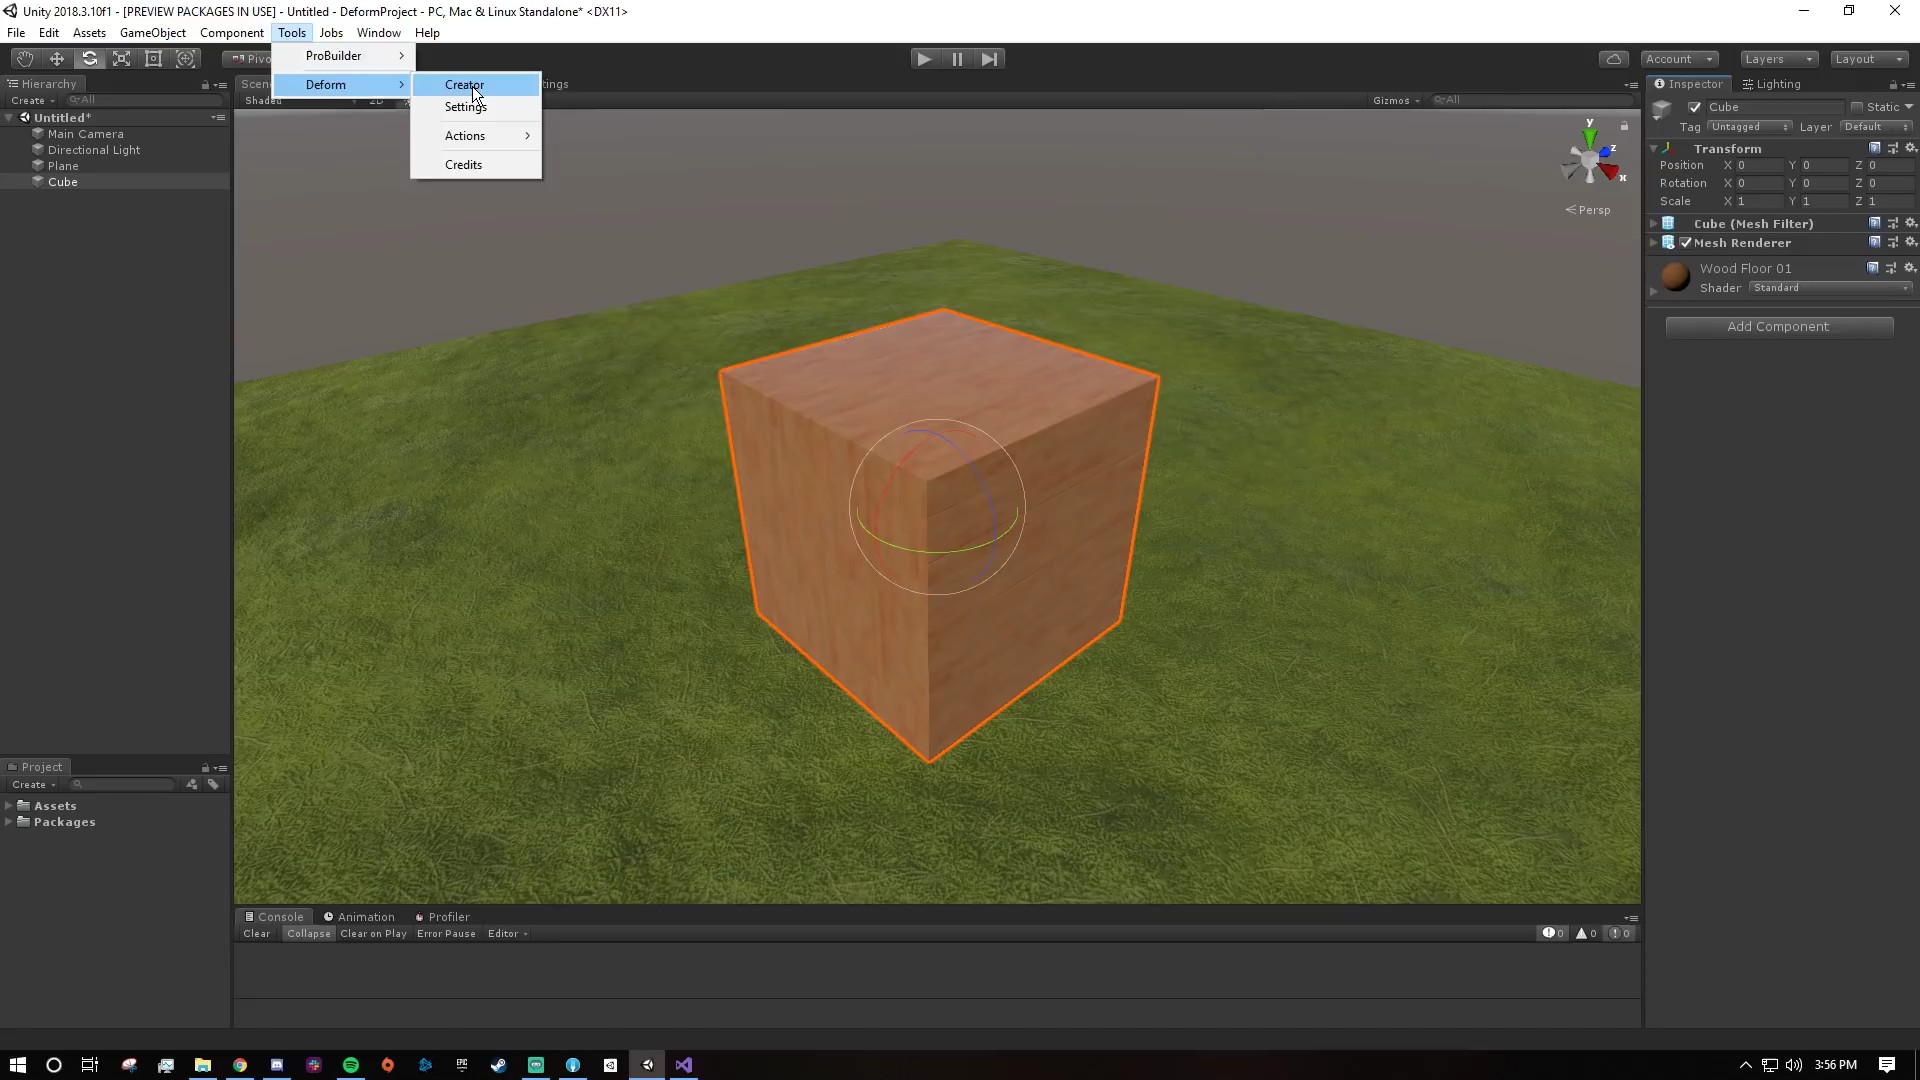 Unity 2018.3.10f1 - [PREVIEW PACKAGES IN USE] - Untitled - DeformProject - PC, Mac & Linux Standalone* <DX11>
File Edit Assets GameObject Component Tools Jobs Window Help
ProBuilder
Deform
Creator
Settings
Actions
Credits
Account
Layers
Layout
Hierarchy
Create
All
Untitled*
Main Camera
Directional Light
Plane
Cube
Shaded
2D
Gizmos
All
y
z
x
Persp
Inspector
Lighting
Cube
Static
Tag Untagged Layer Default
Transform
Position X 0 Y 0 Z 0
Rotation X 0 Y 0 Z 0
Scale X 1 Y 1 Z 1
Cube (Mesh Filter)
Mesh Renderer
Wood Floor 01
Shader Standard
Add Component
Project
Create
Assets
Packages
Console Animation Profiler
Clear Collapse Clear on Play Error Pause Editor
0 0 0
EPIC
3:56 PM